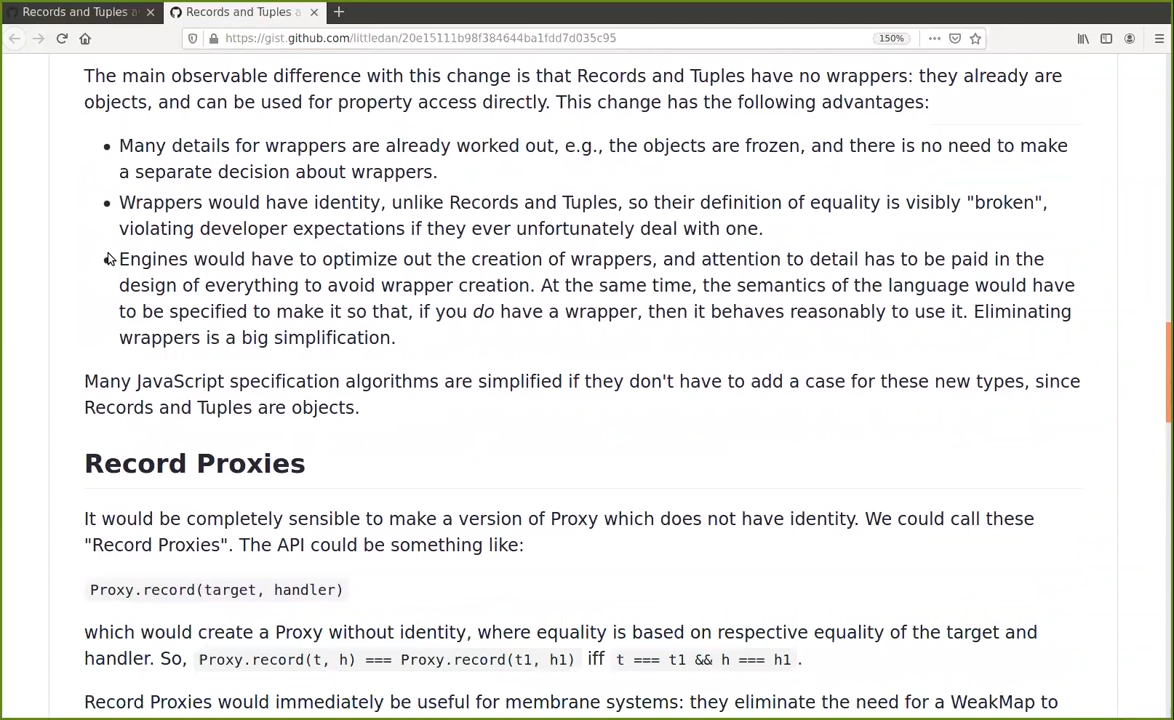 Records and Tuples a
Records and Tuples a
https://gist.github.com/littledan/20e15111b98f384644ba1fdd7d035c95
150%
The main observable difference with this change is that Records and Tuples have no wrappers: they already are
objects, and can be used for property access directly. This change has the following advantages:
Many details for wrappers are already worked out, e.g., the objects are frozen, and there is no need to make
a separate decision about wrappers.
Wrappers would have identity, unlike Records and Tuples, so their definition of equality is visibly "broken",
violating developer expectations if they ever unfortunately deal with one.
Engines would have to optimize out the creation of wrappers, and attention to detail has to be paid in the
design of everything to avoid wrapper creation. At the same time, the semantics of the language would have
to be specified to make it so that, if you do have a wrapper, then it behaves reasonably to use it. Eliminating
wrappers is a big simplification.
Many JavaScript specification algorithms are simplified if they don't have to add a case for these new types, since
Records and Tuples are objects.
Record Proxies
It would be completely sensible to make a version of Proxy which does not have identity. We could call these
"Record Proxies". The API could be something like:
Proxy.record(target, handler)
which would create a Proxy without identity, where equality is based on respective equality of the target and
handler. So, Proxy.record(t, h) === Proxy.record(t1, h1) iff t === t1 && h === h1 .
Record Proxies would immediately be useful for membrane systems: they eliminate the need for a WeakMap to